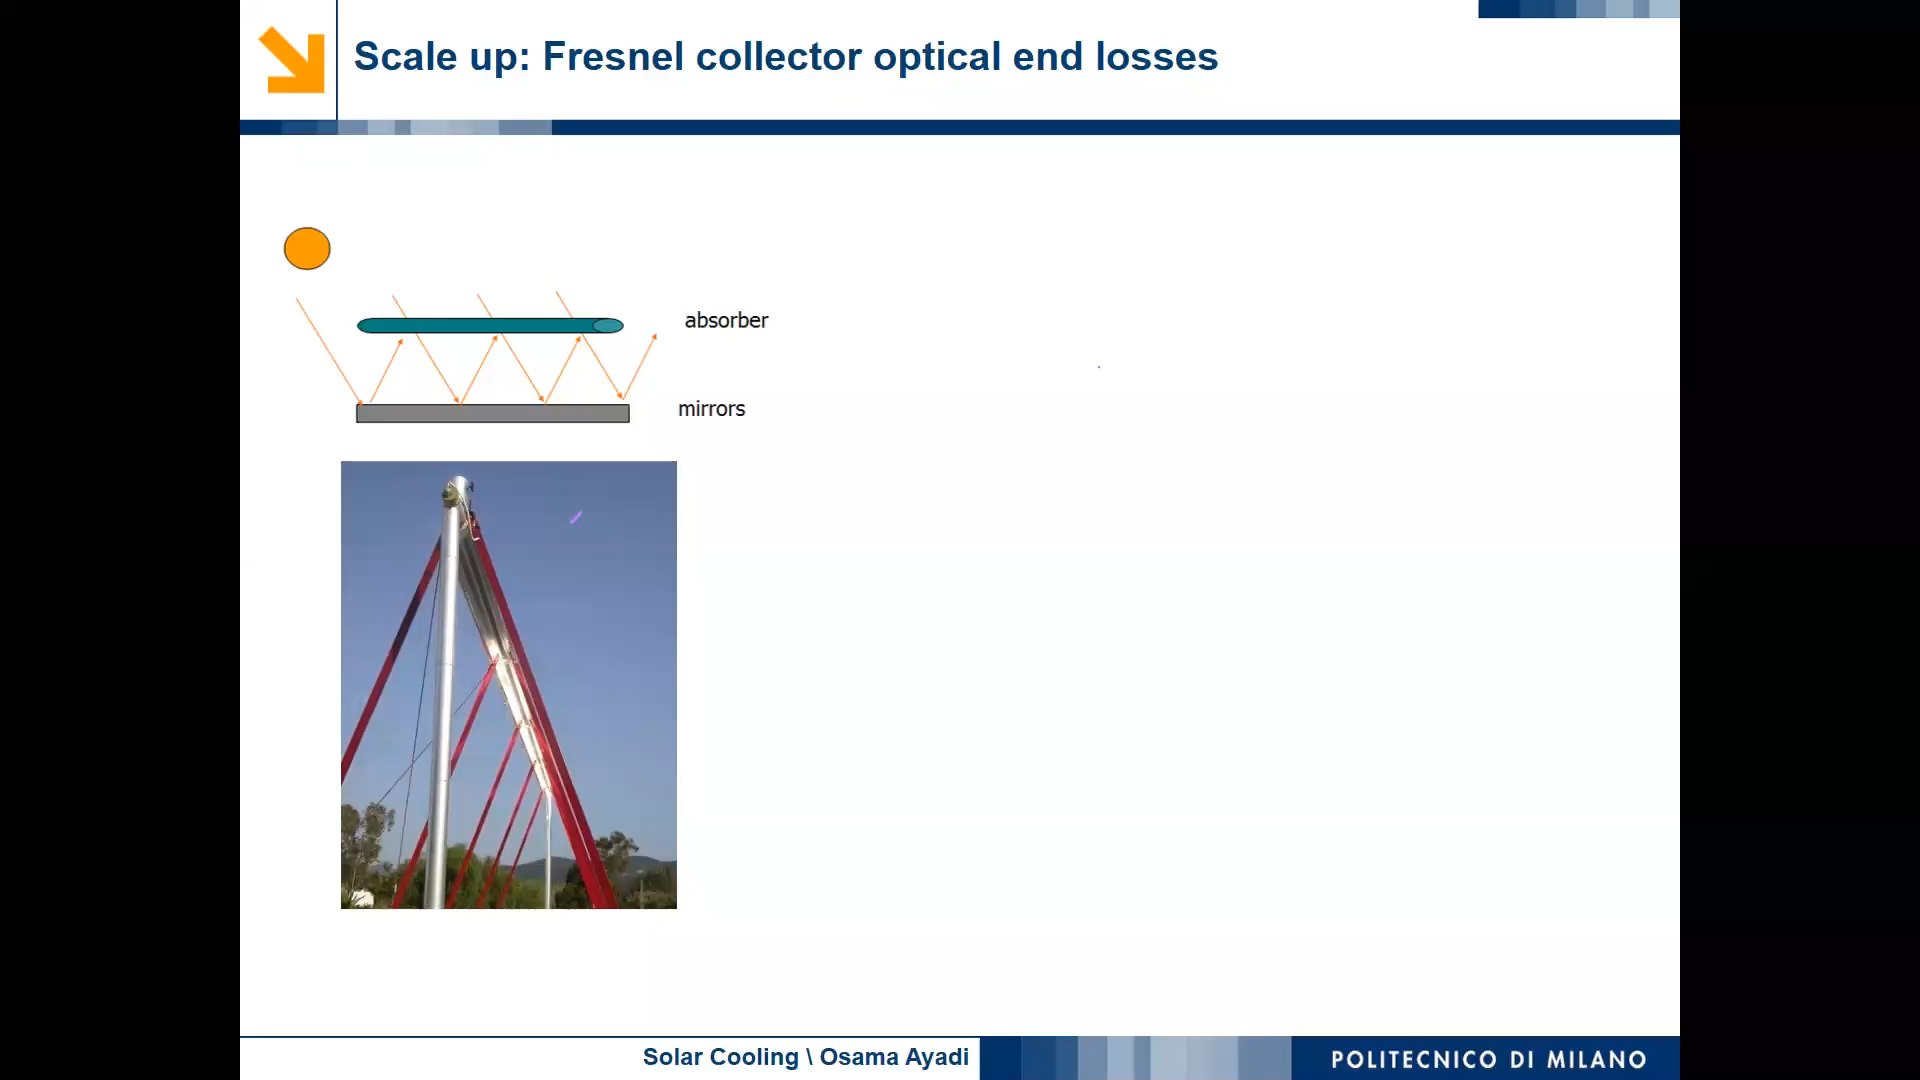 Scale up: Fresnel collector optical end losses
absorber
mirrors
Solar Cooling \ Osama Ayadi
POLITECNICO DI MILANO